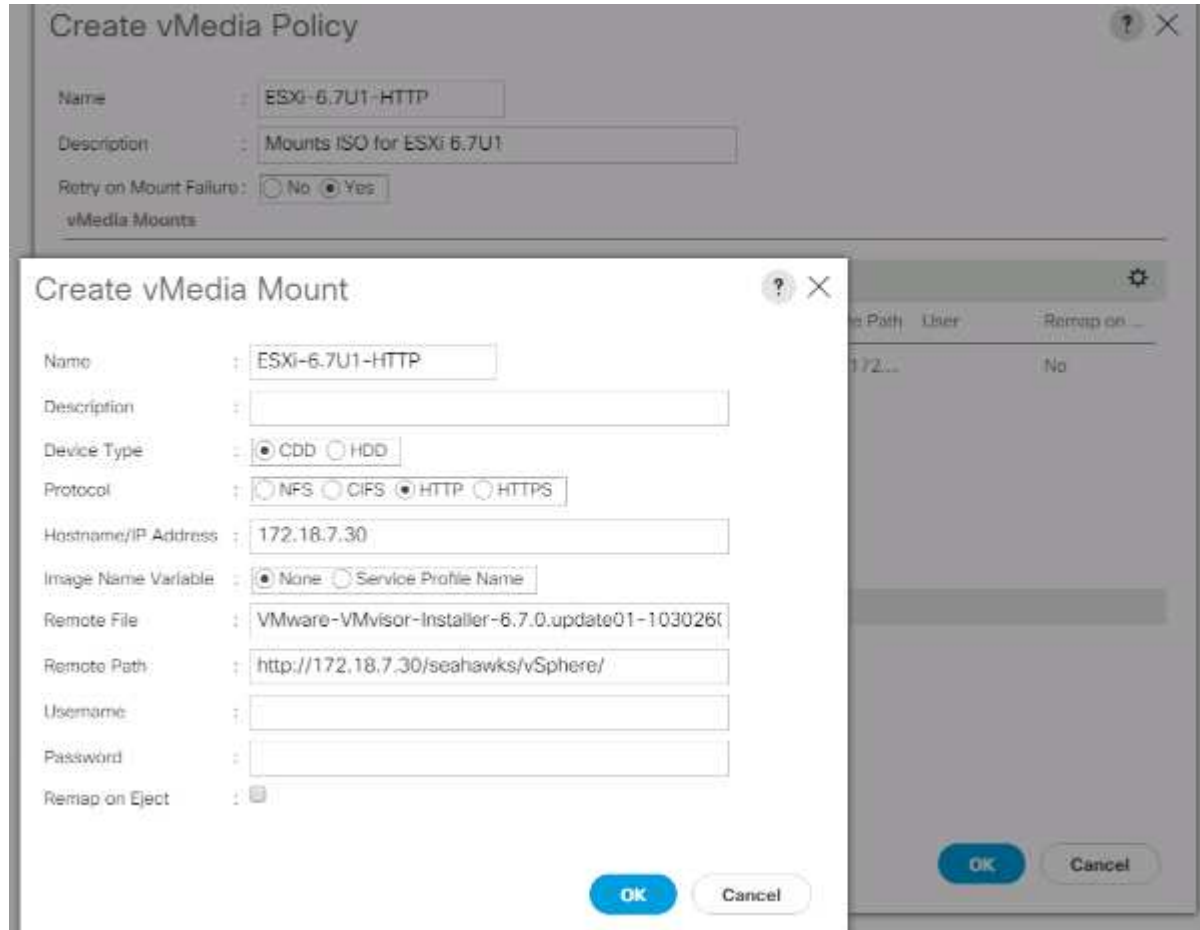 Create vMedia Policy
?
Name : ESXi-6.7U1-HTTP
Description : Mounts ISO for ESXi 6.7U1
Retry on Mount Failure : No Yes
vMedia Mounts
Path User Remap on ...
172.... No
OK Cancel
Create vMedia Mount
?
Name : ESXi-6.7U1-HTTP
Description :
Device Type : CDD HDD
Protocol : NFS CIFS HTTP HTTPS
Hostname/IP Address : 172.18.7.30
Image Name Variable : None Service Profile Name
Remote File : VMware-VMvisor-Installer-6.7.0.update01-1030260
Remote Path : http://172.18.7.30/seahawks/vSphere/
Username :
Password :
Remap on Eject :
OK Cancel